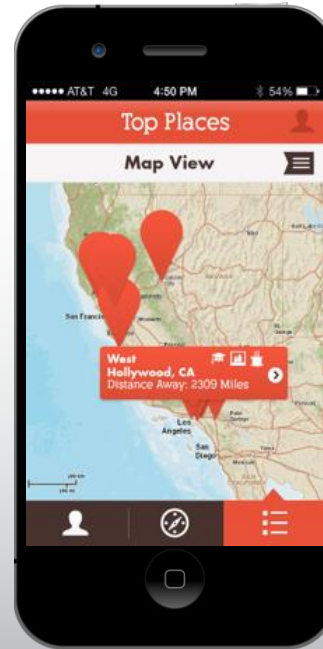 AT&T 4G 4:50 PM 54%
Top Places
Map View
San Francis
West
Hollywood, CA
Distance Away: 2309 Miles
Los
Angeles
San
Diego